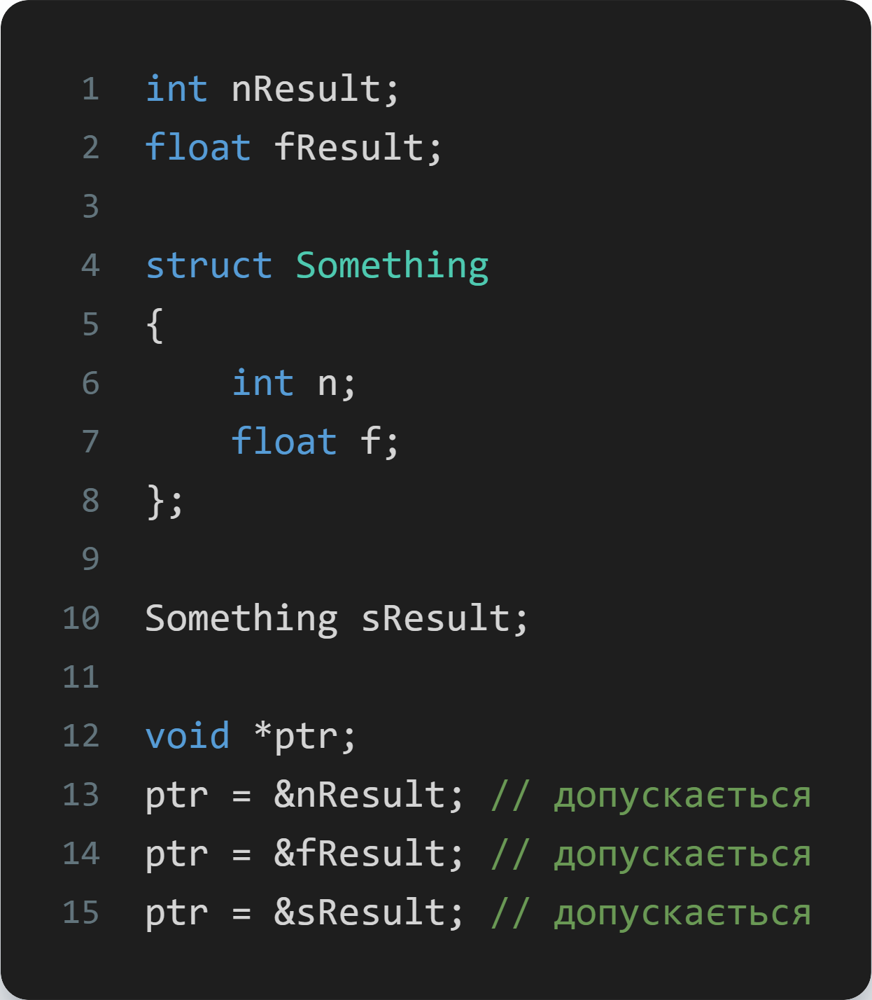 1 int nResult;
2 float fResult;
3
4 struct Something
5 {
6     int n;
7     float f;
8 };
9
10 Something sResult;
11
12 void *ptr;
13 ptr = &nResult; // допускається
14 ptr = &fResult; // допускається
15 ptr = &sResult; // допускається